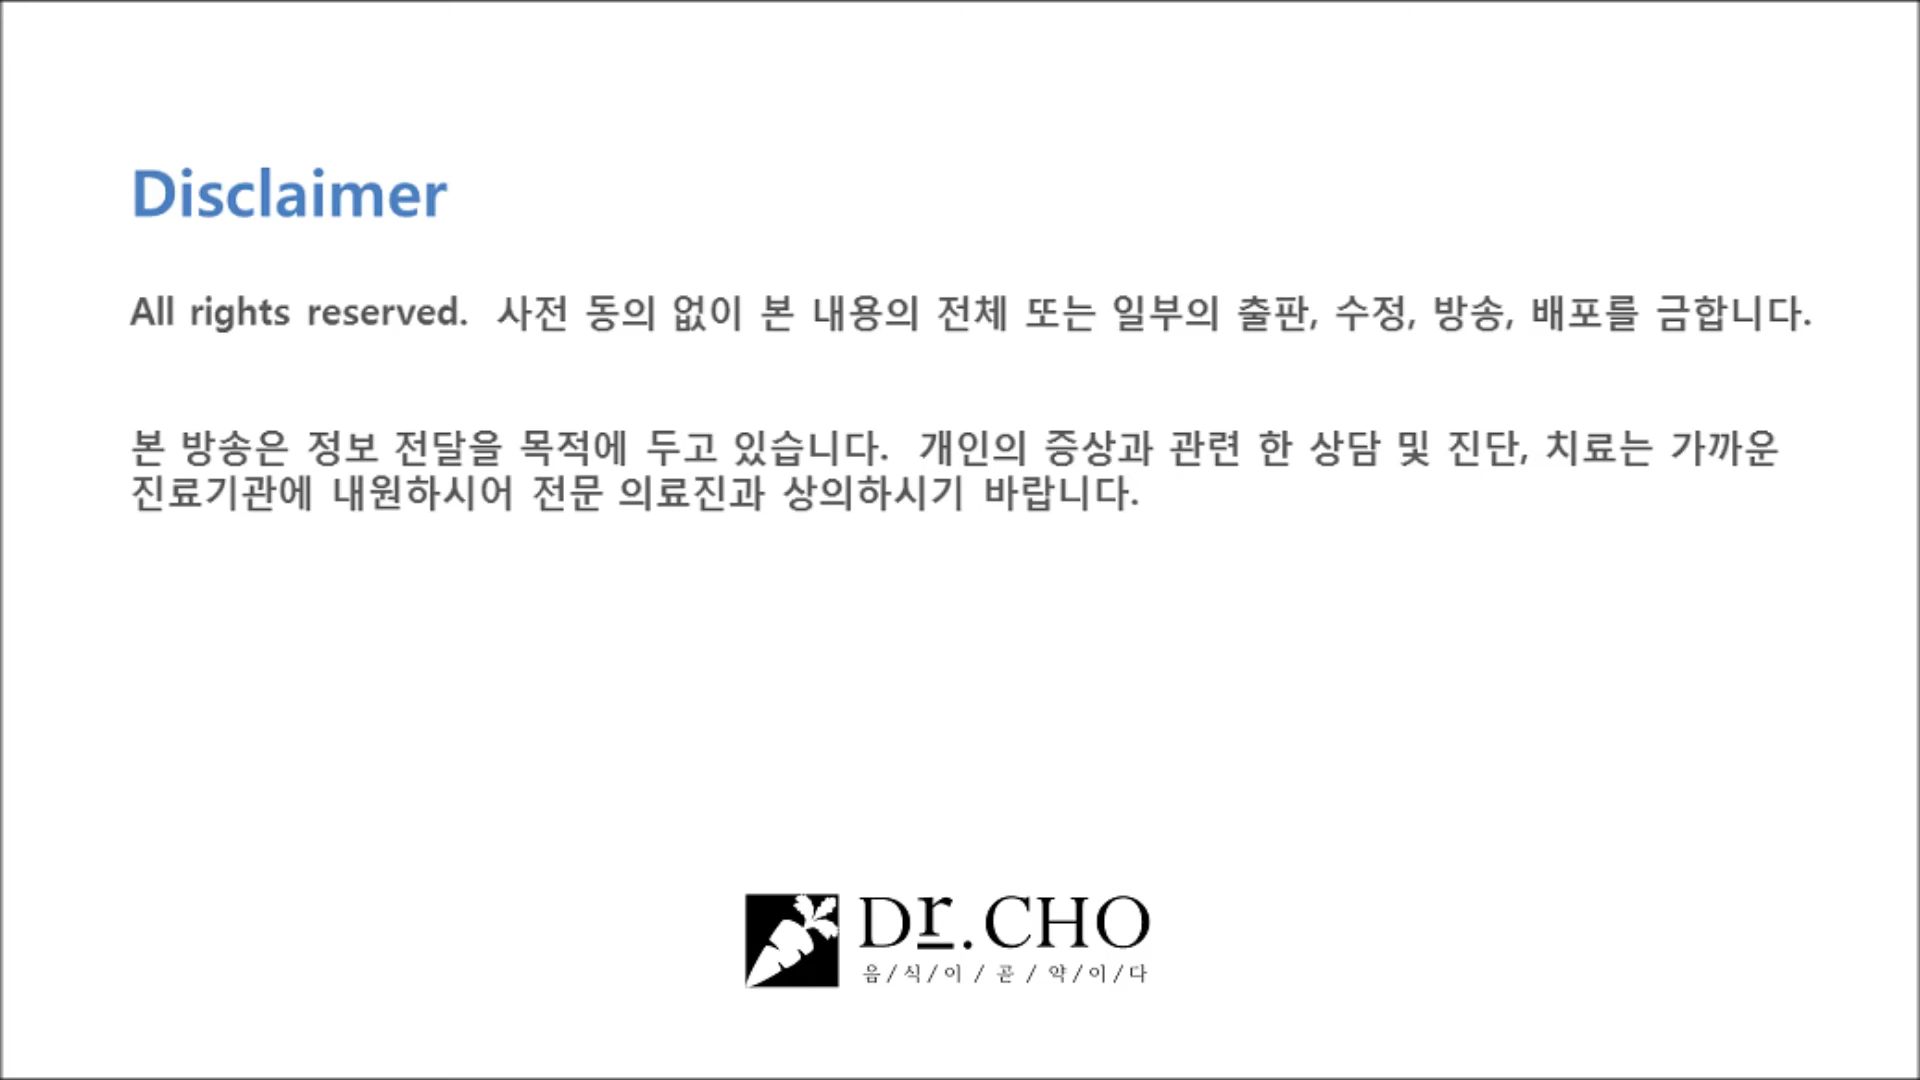 Disclaimer
All rights reserved. 사전 동의 없이 본 내용의 전체 또는 일부의 출판, 수정, 방송, 배포를 금합니다.
본 방송은 정보 전달을 목적에 두고 있습니다. 개인의 증상과 관련 한 상담 및 진단, 치료는 가까운
진료기관에 내원하시어 전문 의료진과 상의하시기 바랍니다.
Dr.CHO
음/식/이/곧/약/이/다